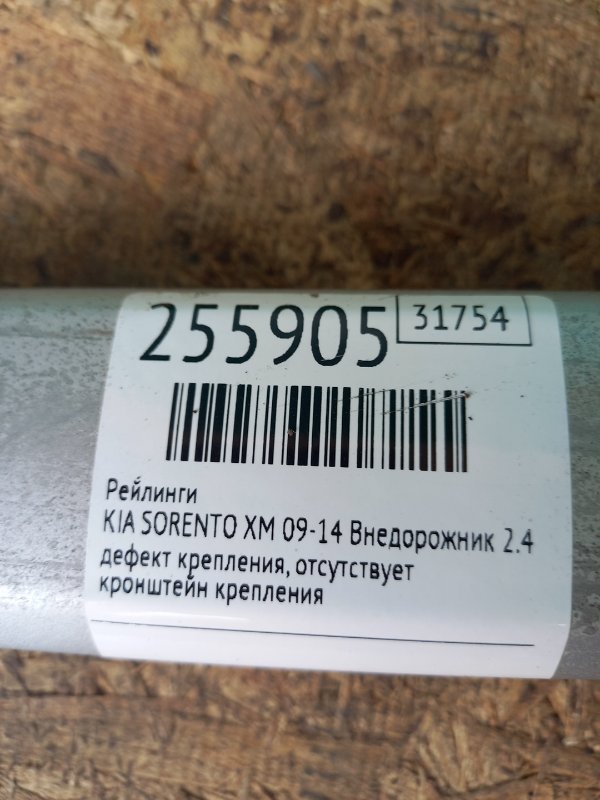 255905
31754
Рейлинги
KIA SORENTO XM 09-14 Внедорожник 2.4
дефект крепления, отсутствует
кронштейн крепления